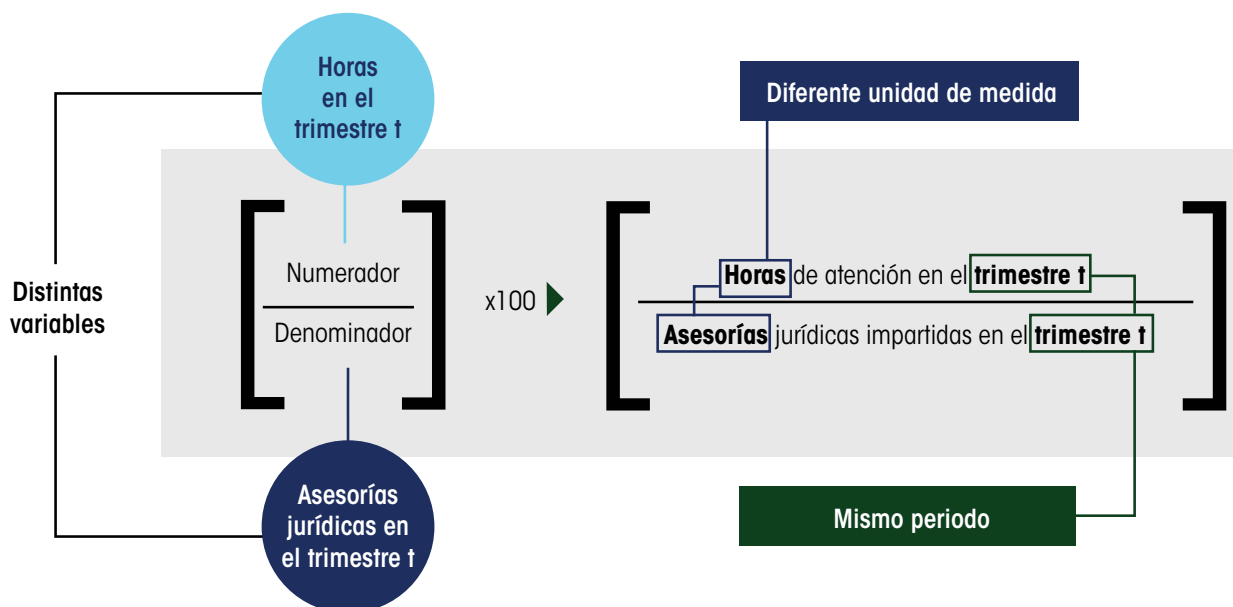 Horas
en el
trimestre t
Diferente unidad de medida
Distintas
variables
Numerador
Denominador
x100
Horas de atención en el trimestre t
Asesorías jurídicas impartidas en el trimestre t
Asesorías
jurídicas en
el trimestre t
Mismo periodo